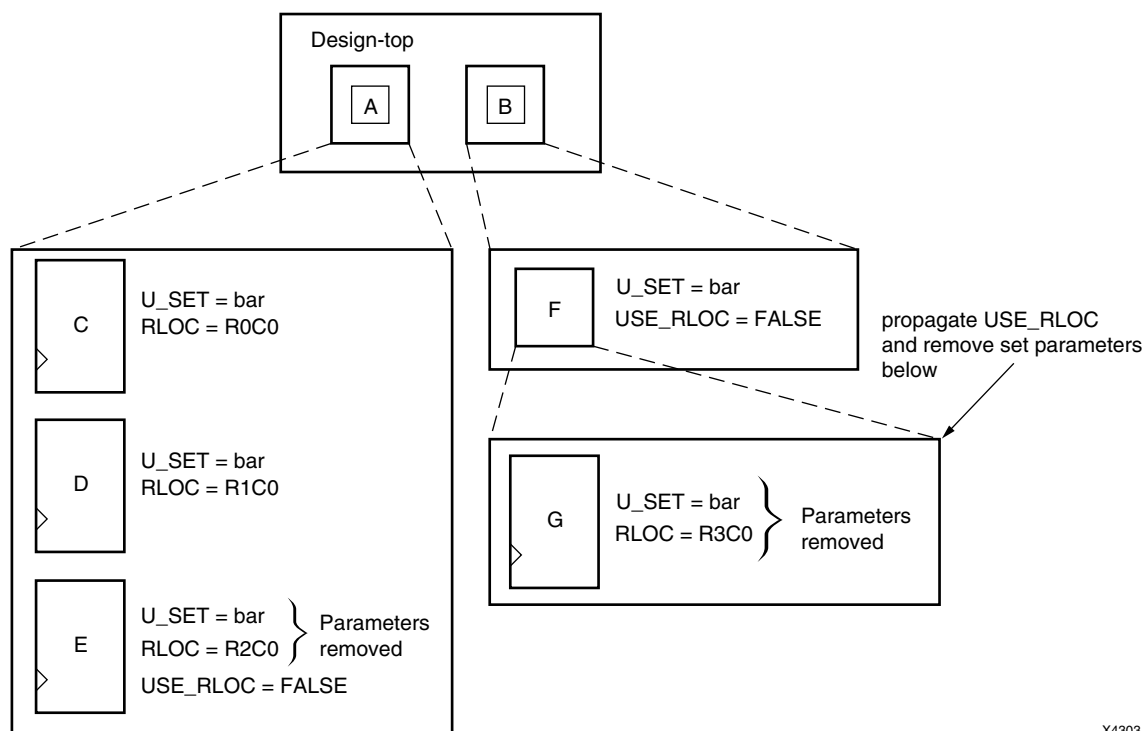 Design-top
A
B
C
U_SET = bar
RLOC = R0C0
D
U_SET = bar
RLOC = R1C0
E
U_SET = bar
RLOC = R2C0
Parameters
removed
USE_RLOC = FALSE
F
U_SET = bar
USE_RLOC = FALSE
propagate USE_RLOC
and remove set parameters
below
G
U_SET = bar
RLOC = R3C0
Parameters
removed
X4303